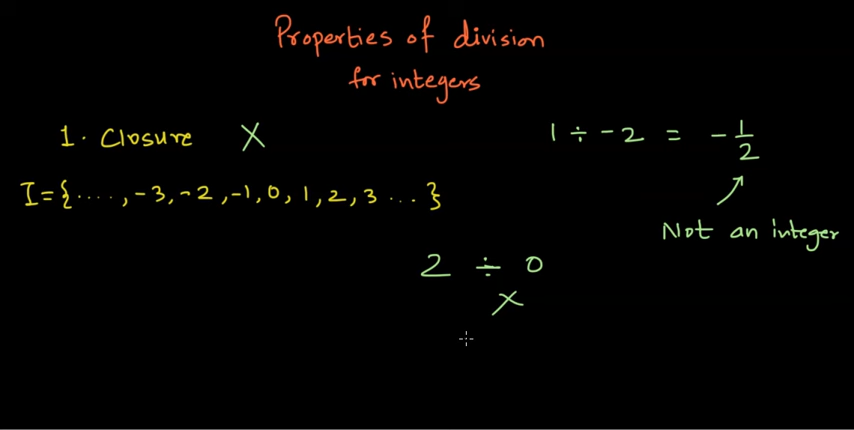 Properties of division
for integers
1. Closure X
1 ÷ -2 = -1/2
I = {...., -3, -2, -1, 0, 1, 2, 3 ...}
Not an integer
2 ÷ 0
X